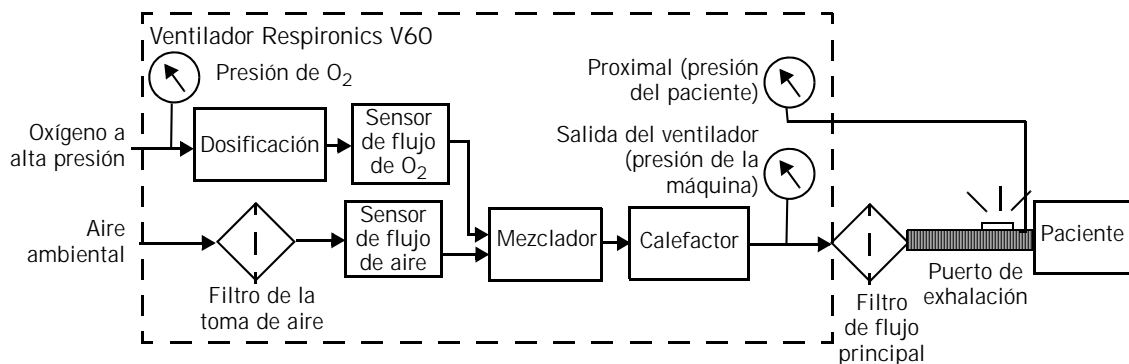 Ventilador Respironics V60
Presión de O2
Oxígeno a
alta presión
Dosificación
Sensor
de flujo
de O2
Proximal (presión
del paciente)
Salida del ventilador
(presión de la
máquina)
Aire
ambiental
Filtro de la
toma de aire
Sensor
de flujo
de aire
Mezclador
Calefactor
Filtro
de flujo
principal
Puerto de
exhalación
Paciente